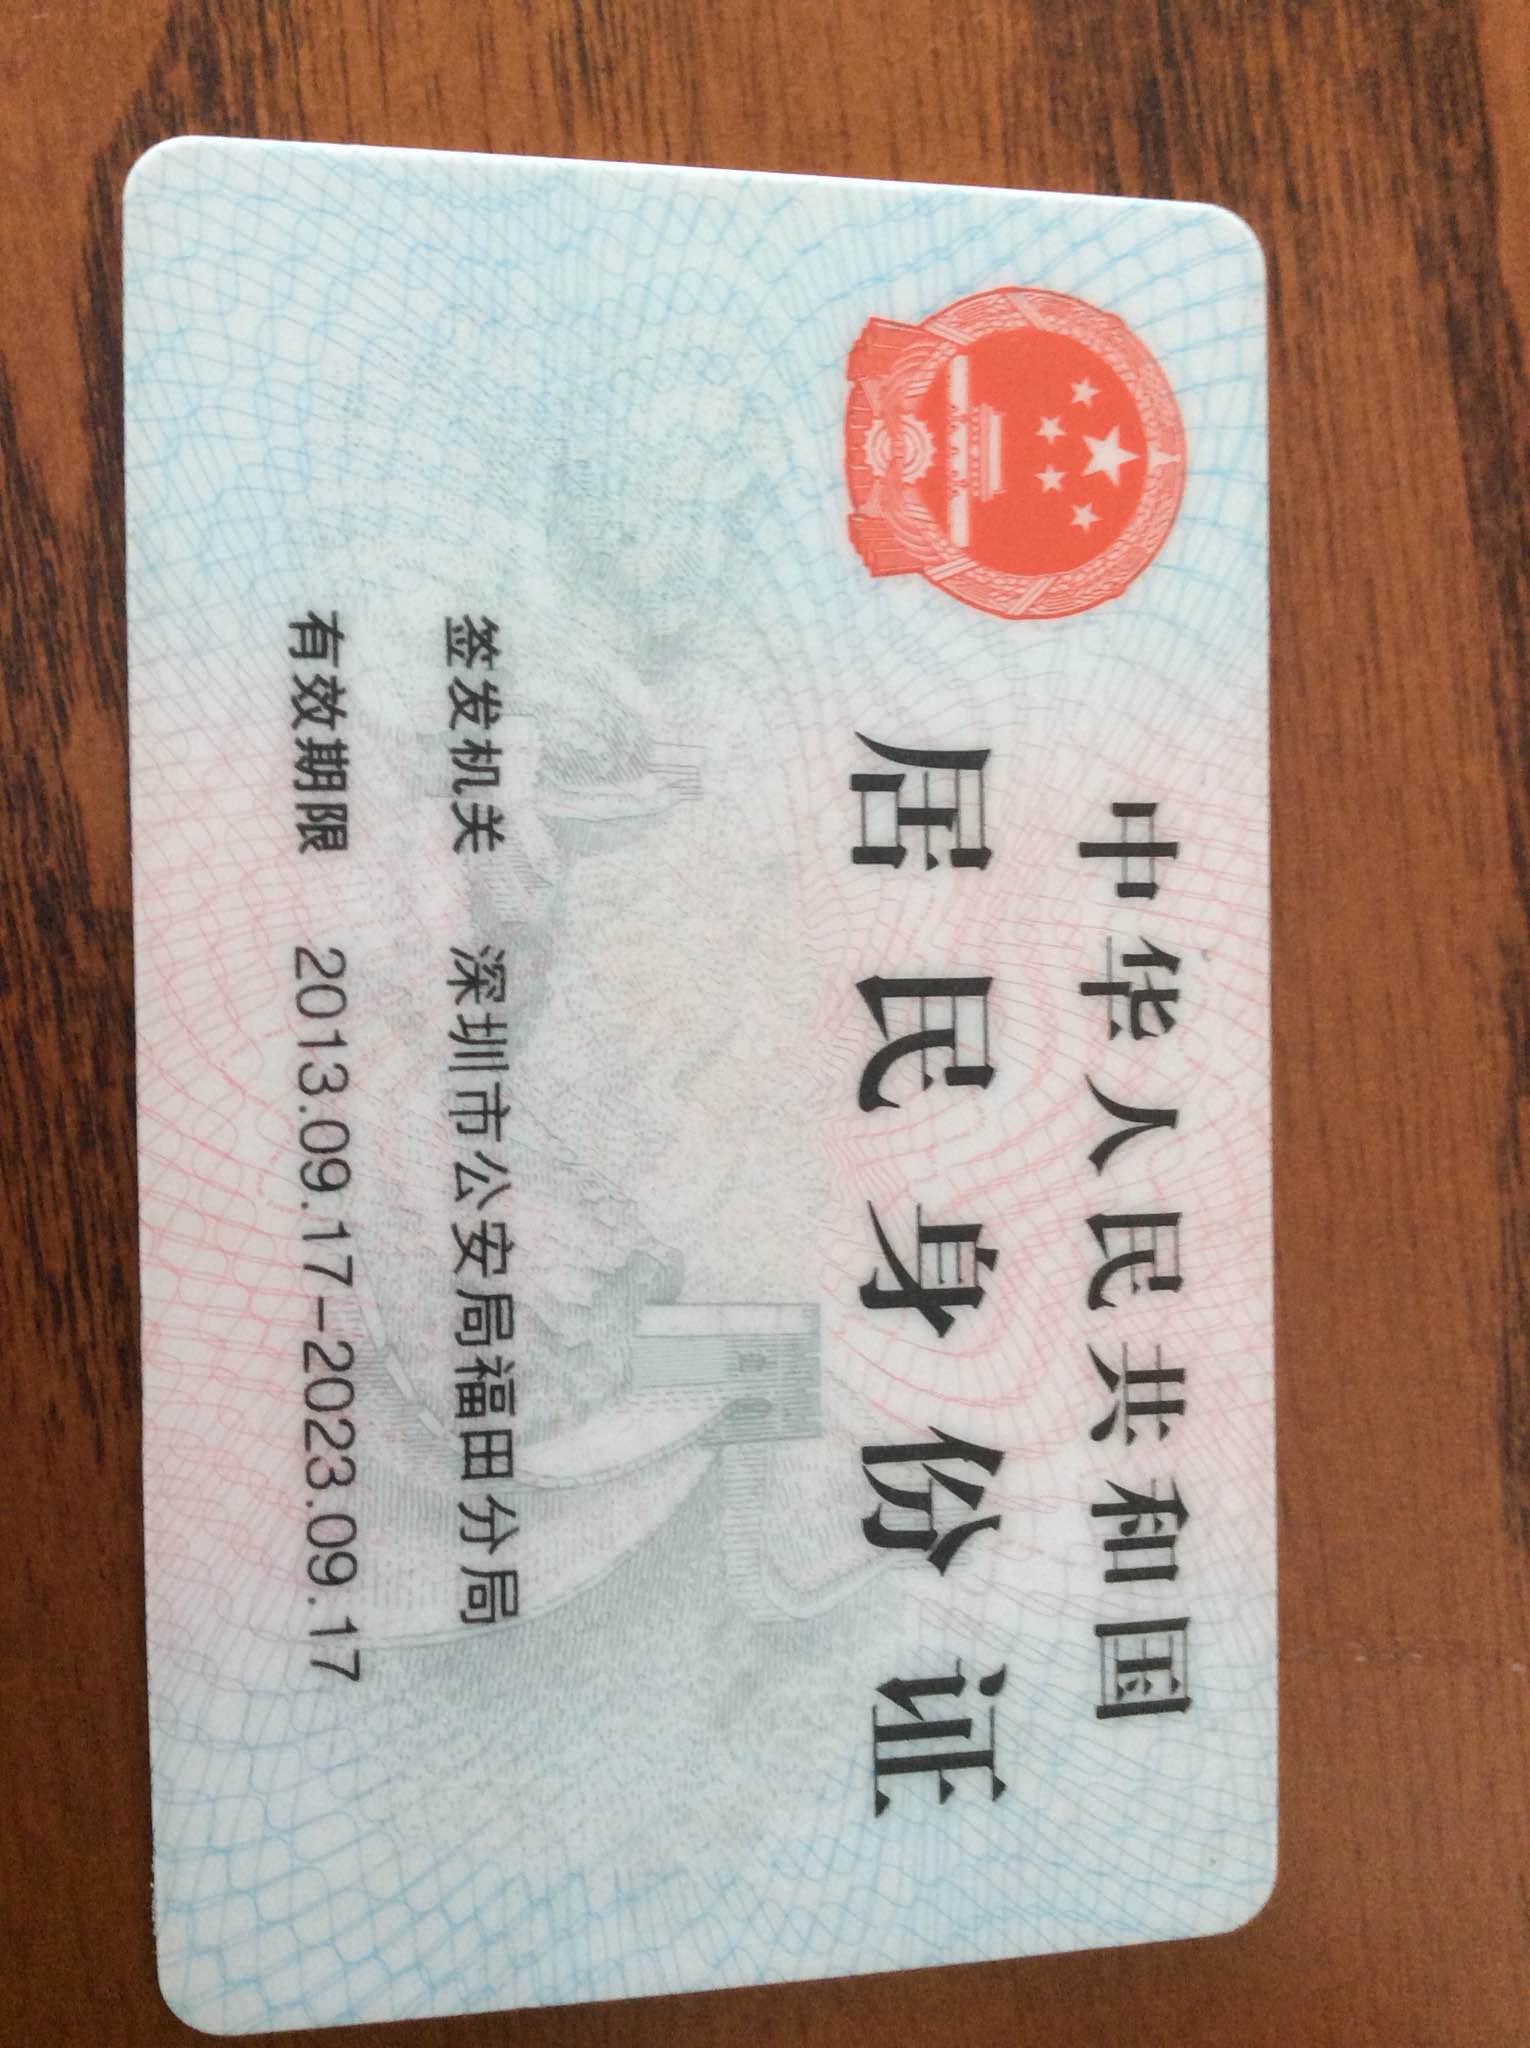 中华人民共和国
居民身份证
签发机关 深圳市公安局福田分局
有效期限 2013.09.17-2023.09.17